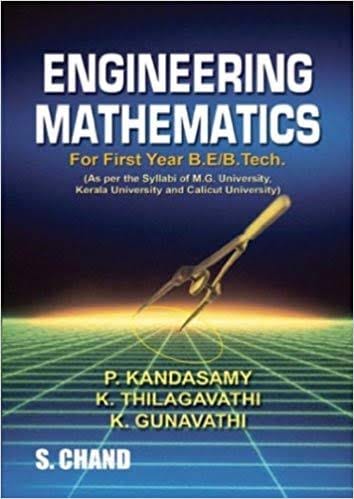 ENGINEERING
MATHEMATICS
For First Year B.E/B.Tech.
(As per the Syllabi of M.G. University,
Kerala University and Calicut University)
P. KANDASAMY
K. THILAGAVATHI
K. GUNAVATHI
S. CHAND